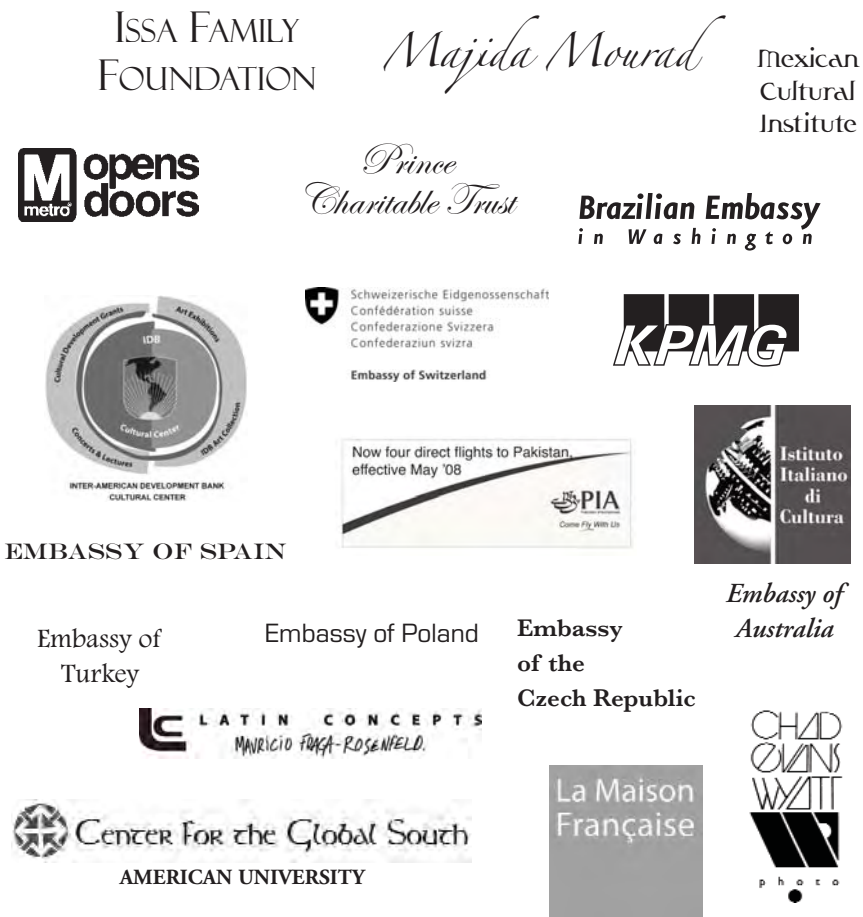 ISSA FAMILY
FOUNDATION
Majida Mourad
Mexican
Cultural
Institute
M
metro
opens
doors
Prince
Charitable Trust
Brazilian Embassy
in Washington
Cultural Development Grants
Art Exhibitions
IDB
Cultural Center
Concerts & Lectures
IDB Art Collection
INTER-AMERICAN DEVELOPMENT BANK
CULTURAL CENTER
Schweizerische Eidgenossenschaft
Confédération suisse
Confederazione Svizzera
Confederaziun svizra
Embassy of Switzerland
KPMG
Now four direct flights to Pakistan,
effective May '08
PIA
Come Fly With Us
Istituto
Italiano
di
Cultura
EMBASSY OF SPAIN
Embassy of
Australia
Embassy of
Turkey
Embassy of Poland
Embassy
of the
Czech Republic
LATIN CONCEPTS
MAURICIO FRAGA-ROSENFELD.
CHAD
EVANS
WYATT
photo
La Maison
Française
Center for the Global South
AMERICAN UNIVERSITY